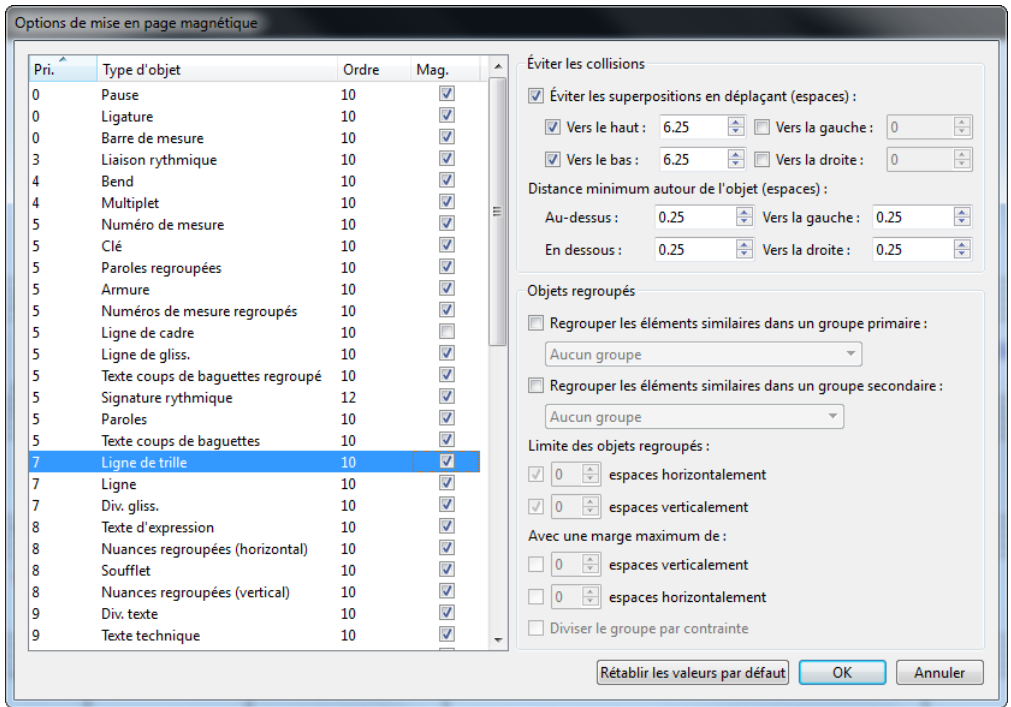 Options de mise en page magnétique
Pri. Type d'objet Ordre Mag.
0 Pause 10
0 Ligature 10
0 Barre de mesure 10
3 Liaison rythmique 10
4 Bend 10
4 Multiplet 10
5 Numéro de mesure 10
5 Clé 10
5 Paroles regroupées 10
5 Armure 10
5 Numéros de mesure regroupés 10
5 Ligne de cadre 10
5 Ligne de gliss. 10
5 Texte coups de baguettes regroupé 10
5 Signature rythmique 12
5 Paroles 10
5 Texte coups de baguettes 10
7 Ligne de trille 10
7 Ligne 10
7 Div. gliss. 10
8 Texte d'expression 10
8 Nuances regroupées (horizontal) 10
8 Soufflet 10
8 Nuances regroupées (vertical) 10
9 Div. texte 10
9 Texte technique 10
Éviter les collisions
Éviter les superpositions en déplaçant (espaces) :
Vers le haut : 6.25 Vers la gauche : 0
Vers le bas : 6.25 Vers la droite : 0
Distance minimum autour de l'objet (espaces) :
Au-dessus : 0.25 Vers la gauche : 0.25
En dessous : 0.25 Vers la droite : 0.25
Objets regroupés
Regrouper les éléments similaires dans un groupe primaire :
Aucun groupe
Regrouper les éléments similaires dans un groupe secondaire :
Aucun groupe
Limite des objets regroupés :
0 espaces horizontalement
0 espaces verticalement
Avec une marge maximum de :
0 espaces verticalement
0 espaces horizontalement
Diviser le groupe par contrainte
Rétablir les valeurs par défaut OK Annuler